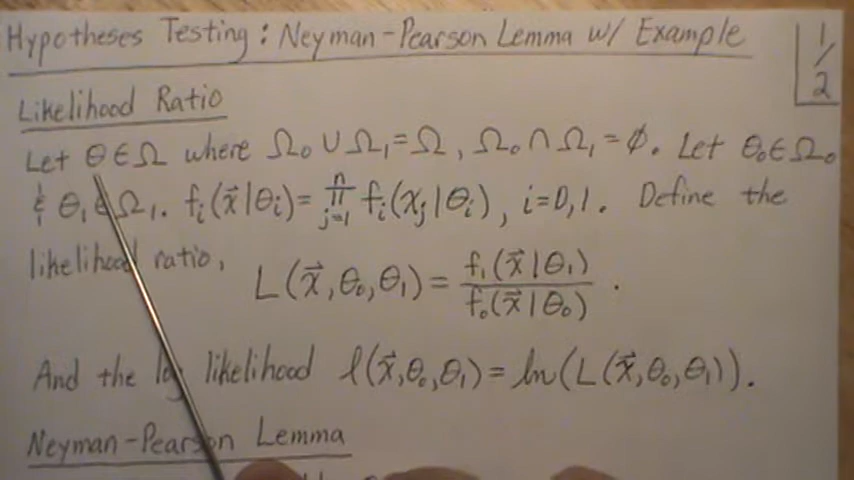 Hypotheses Testing: Neyman-Pearson Lemma w/ Example
1/2
Likelihood Ratio
Let θ∈Ω where Ω₀ ∪ Ω₁ = Ω, Ω₀ ∩ Ω₁ = ∅. Let θ₀∈Ω₀
& θ₁∈Ω₁. fᵢ(x⃗|θᵢ) = ∏ⱼ₌₁ⁿ fᵢ(xⱼ|θᵢ), i=0,1. Define the
likelihood ratio,
L(x⃗,θ₀,θ₁) = f₁(x⃗|θ₁) / f₀(x⃗|θ₀).
And the log likelihood l(x⃗,θ₀,θ₁) = ln(L(x⃗,θ₀,θ₁)).
Neyman-Pearson Lemma